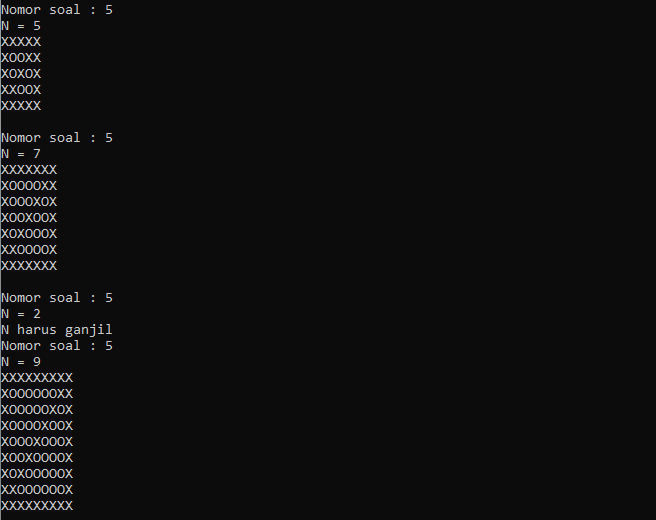 Nomor soal : 5
N = 5
XXXXX
XOOXX
XOXOX
XXOOX
XXXXX

Nomor soal : 5
N = 7
XXXXXXX
XOOOOXX
XOOOXOX
XOOXOOX
XOXOOOX
XXOOOOX
XXXXXXX

Nomor soal : 5
N = 2
N harus ganjil
Nomor soal : 5
N = 9
XXXXXXXXX
XOOOOOOXX
XOOOOOXOX
XOOOOXOOX
XOOOXOOOX
XOOXOOOOX
XOXOOOOOX
XXOOOOOOX
XXXXXXXXX